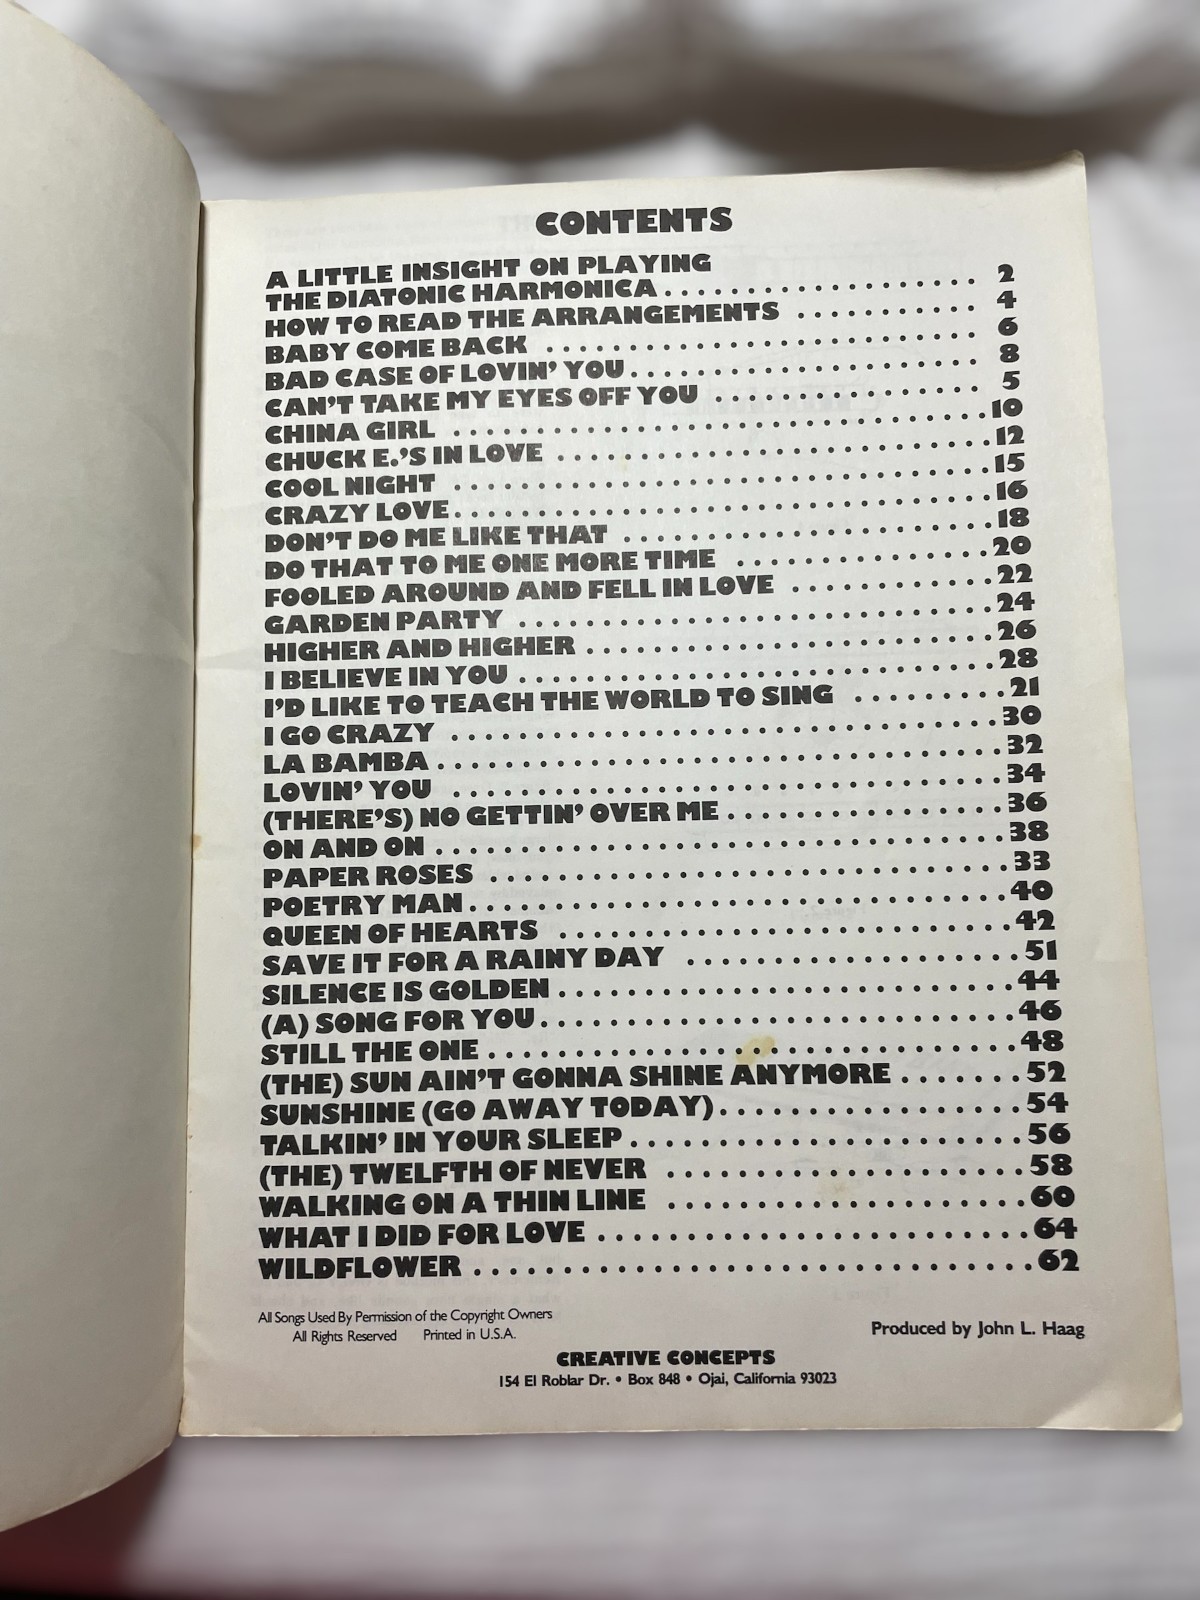 CONTENTS
A LITTLE INSIGHT ON PLAYING
THE DIATONIC HARMONICA . . . . . . . . . . . . . . . . . . . 2
HOW TO READ THE ARRANGEMENTS . . . . . . . . . . . 4
BABY COME BACK . . . . . . . . . . . . . . . . . . . . . . . . . . 6
BAD CASE OF LOVIN' YOU . . . . . . . . . . . . . . . . . . . . . 8
CAN'T TAKE MY EYES OFF YOU . . . . . . . . . . . . . . . . 5
CHINA GIRL . . . . . . . . . . . . . . . . . . . . . . . . . . . . . . . . 10
CHUCK E.'S IN LOVE . . . . . . . . . . . . . . . . . . . . . . . . . 12
COOL NIGHT . . . . . . . . . . . . . . . . . . . . . . . . . . . . . . . 15
CRAZY LOVE . . . . . . . . . . . . . . . . . . . . . . . . . . . . . . . 16
DON'T DO ME LIKE THAT . . . . . . . . . . . . . . . . . . . . . 18
DO THAT TO ME ONE MORE TIME . . . . . . . . . . . . . . . 20
FOOLED AROUND AND FELL IN LOVE . . . . . . . . . . . . 22
GARDEN PARTY . . . . . . . . . . . . . . . . . . . . . . . . . . . . 24
HIGHER AND HIGHER . . . . . . . . . . . . . . . . . . . . . . . . 26
I BELIEVE IN YOU . . . . . . . . . . . . . . . . . . . . . . . . . . . 28
I'D LIKE TO TEACH THE WORLD TO SING . . . . . . . . . 21
I GO CRAZY . . . . . . . . . . . . . . . . . . . . . . . . . . . . . . . . 30
LA BAMBA . . . . . . . . . . . . . . . . . . . . . . . . . . . . . . . . . 32
LOVIN' YOU . . . . . . . . . . . . . . . . . . . . . . . . . . . . . . . . 34
(THERE'S) NO GETTIN' OVER ME . . . . . . . . . . . . . . . . 36
ON AND ON . . . . . . . . . . . . . . . . . . . . . . . . . . . . . . . . 38
PAPER ROSES . . . . . . . . . . . . . . . . . . . . . . . . . . . . . . 33
POETRY MAN . . . . . . . . . . . . . . . . . . . . . . . . . . . . . . . 40
QUEEN OF HEARTS . . . . . . . . . . . . . . . . . . . . . . . . . . 42
SAVE IT FOR A RAINY DAY . . . . . . . . . . . . . . . . . . . 51
SILENCE IS GOLDEN . . . . . . . . . . . . . . . . . . . . . . . . . . 44
(A) SONG FOR YOU . . . . . . . . . . . . . . . . . . . . . . . . . . . 46
STILL THE ONE . . . . . . . . . . . . . . . . . . . . . . . . . . . . . . 48
(THE) SUN AIN'T GONNA SHINE ANYMORE . . . . . . . 52
SUNSHINE (GO AWAY TODAY) . . . . . . . . . . . . . . . . . 54
TALKIN' IN YOUR SLEEP . . . . . . . . . . . . . . . . . . . . . . 56
(THE) TWELFTH OF NEVER . . . . . . . . . . . . . . . . . . . . 58
WALKING ON A THIN LINE . . . . . . . . . . . . . . . . . . . . 60
WHAT I DID FOR LOVE . . . . . . . . . . . . . . . . . . . . . . . . 64
WILDFLOWER . . . . . . . . . . . . . . . . . . . . . . . . . . . . . . . 62
All Songs Used By Permission of the Copyright Owners
All Rights Reserved Printed in U.S.A.
Produced by John L. Haag
CREATIVE CONCEPTS
154 El Roblar Dr. • Box 848 • Ojai, California 93023